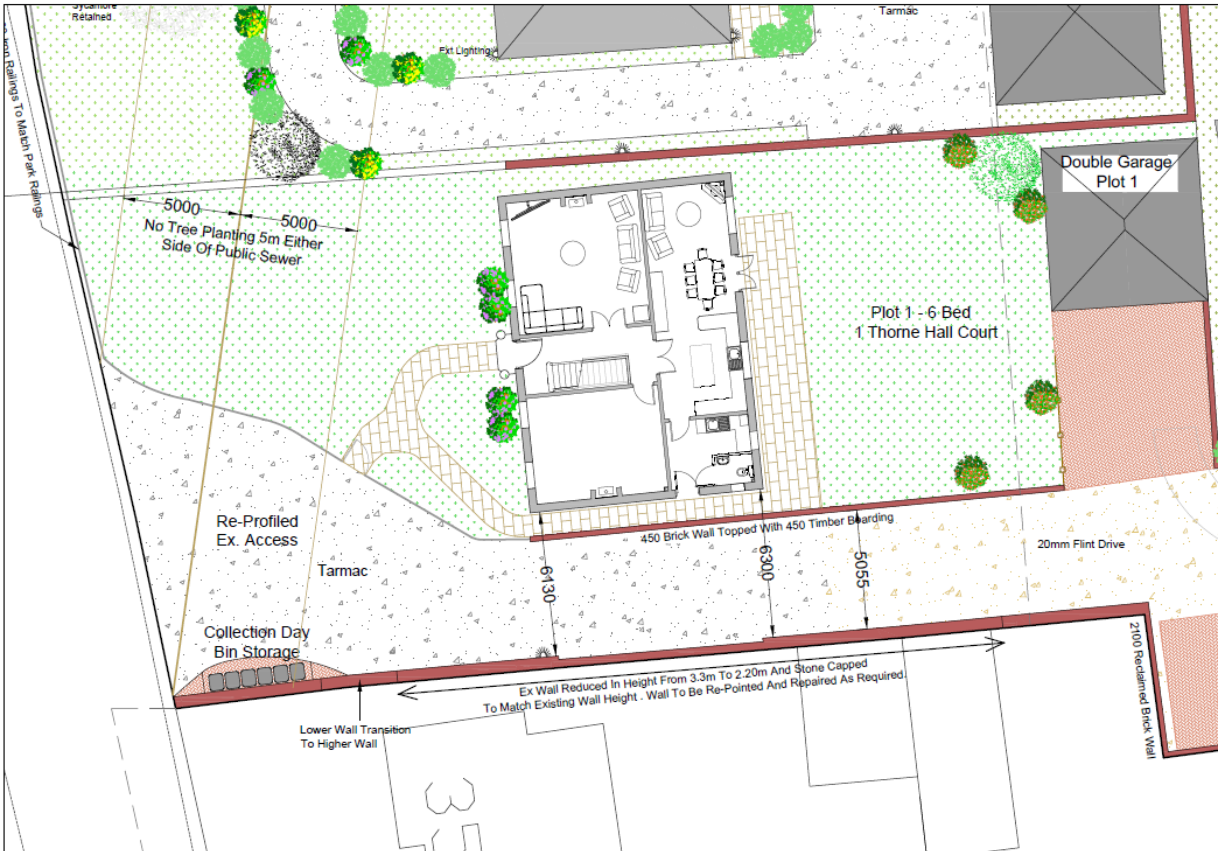 Sycamore
Retained
Ext Lighting
Tarmac
Railings To Match Park Railings
5000
5000
No Tree Planting 5m Either
Side Of Public Sewer
Double Garage
Plot 1
Plot 1 - 6 Bed
1 Thorne Hall Court
Re-Profiled
Ex. Access
Tarmac
450 Brick Wall Topped With 450 Timber Boarding
20mm Flint Drive
6130
6300
5055
Collection Day
Bin Storage
Ex Wall Reduced In Height From 3.3m To 2.20m And Stone Capped
To Match Existing Wall Height . Wall To Be Re-Pointed And Repaired As Required.
Lower Wall Transition
To Higher Wall
2100 Reclaimed Brick Wall